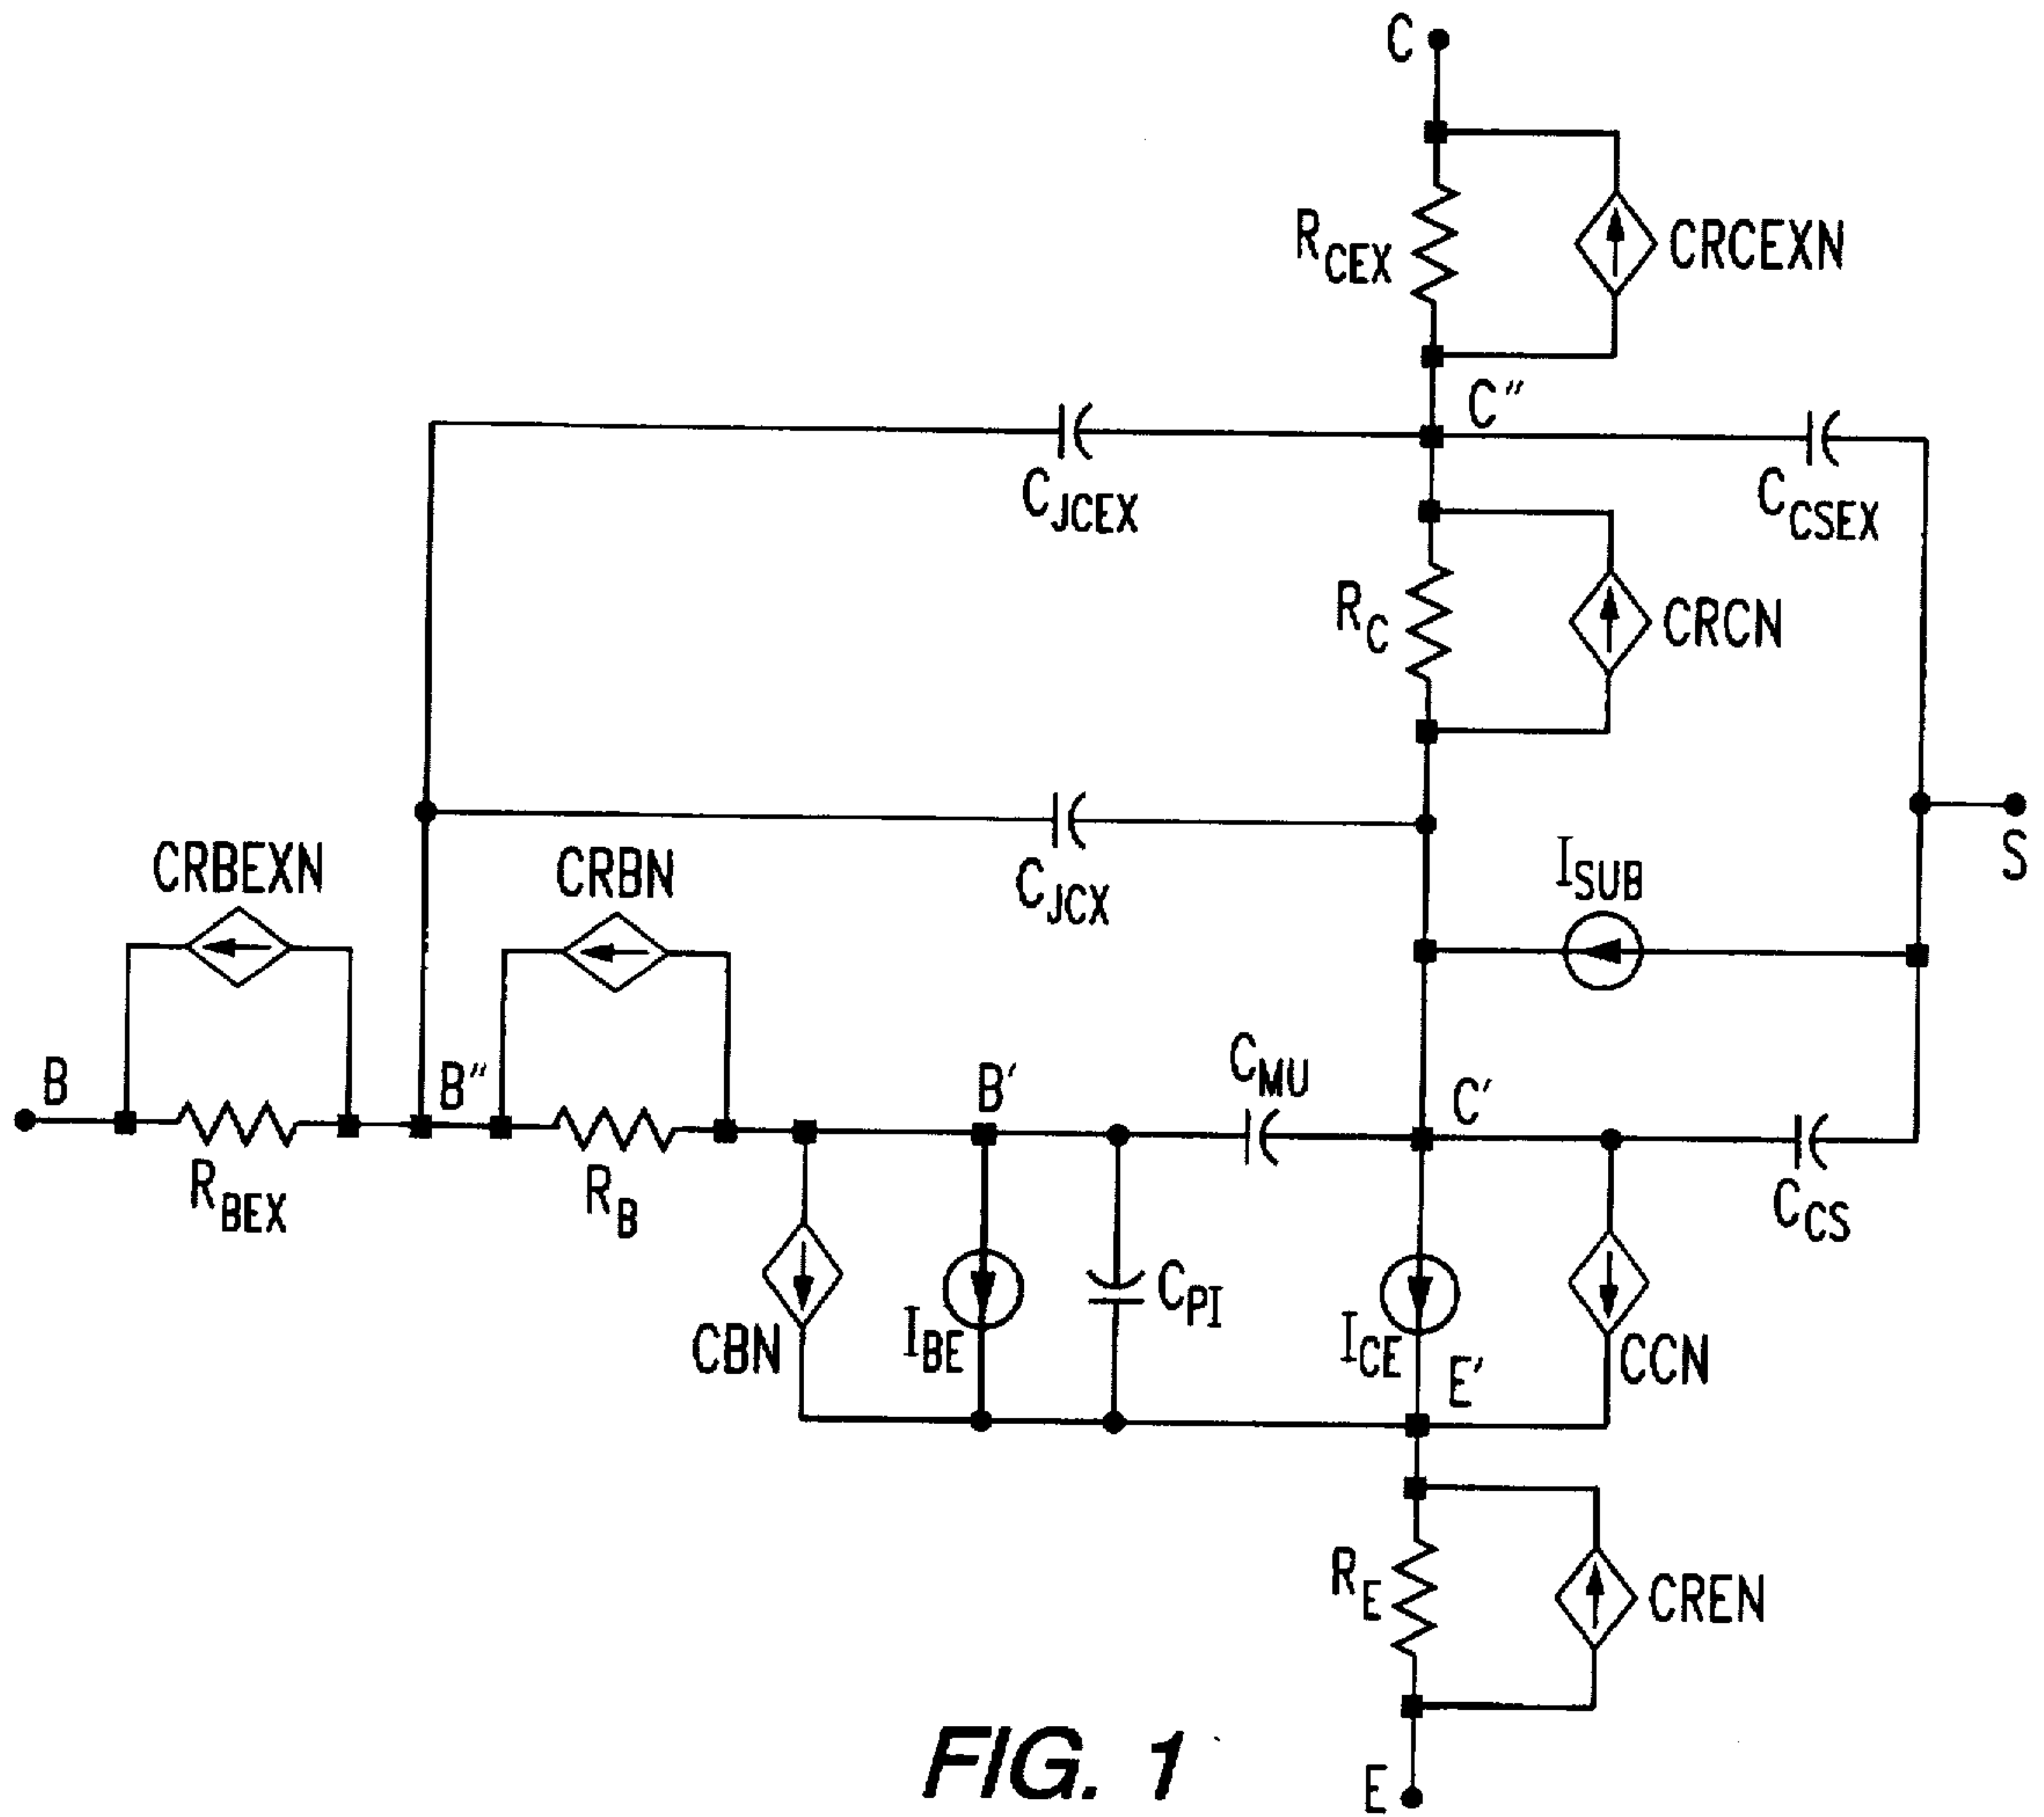 C
R_CEX
CRCEXN
C″
C_JCEX
C_CSEX
R_C
CRCN
S
C_JCX
I_SUB
CRBEXN
CRBN
B
B″
B′
C_MU
C′
R_BEX
R_B
C_CS
CBN
I_BE
C_PI
I_CE
E′
CCN
R_E
CREN
FIG. 1
E